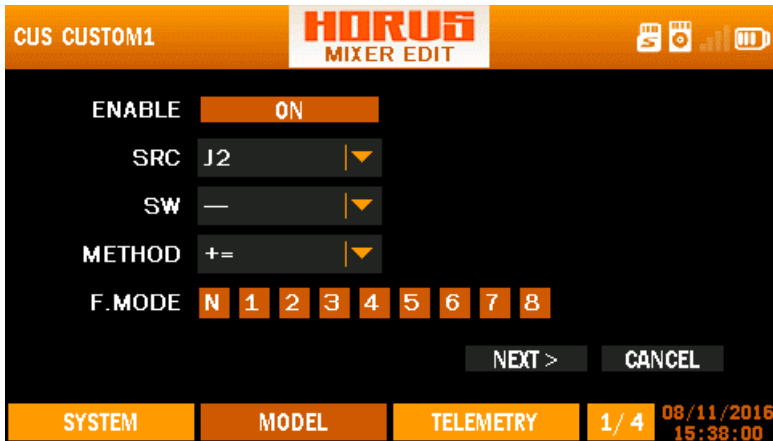 CUS CUSTOM1
HORUS
MIXER EDIT
ENABLE ON
SRC J2
SW —
METHOD +=
F.MODE N 1 2 3 4 5 6 7 8
NEXT > CANCEL
SYSTEM MODEL TELEMETRY 1/4 08/11/2016
15:38:00